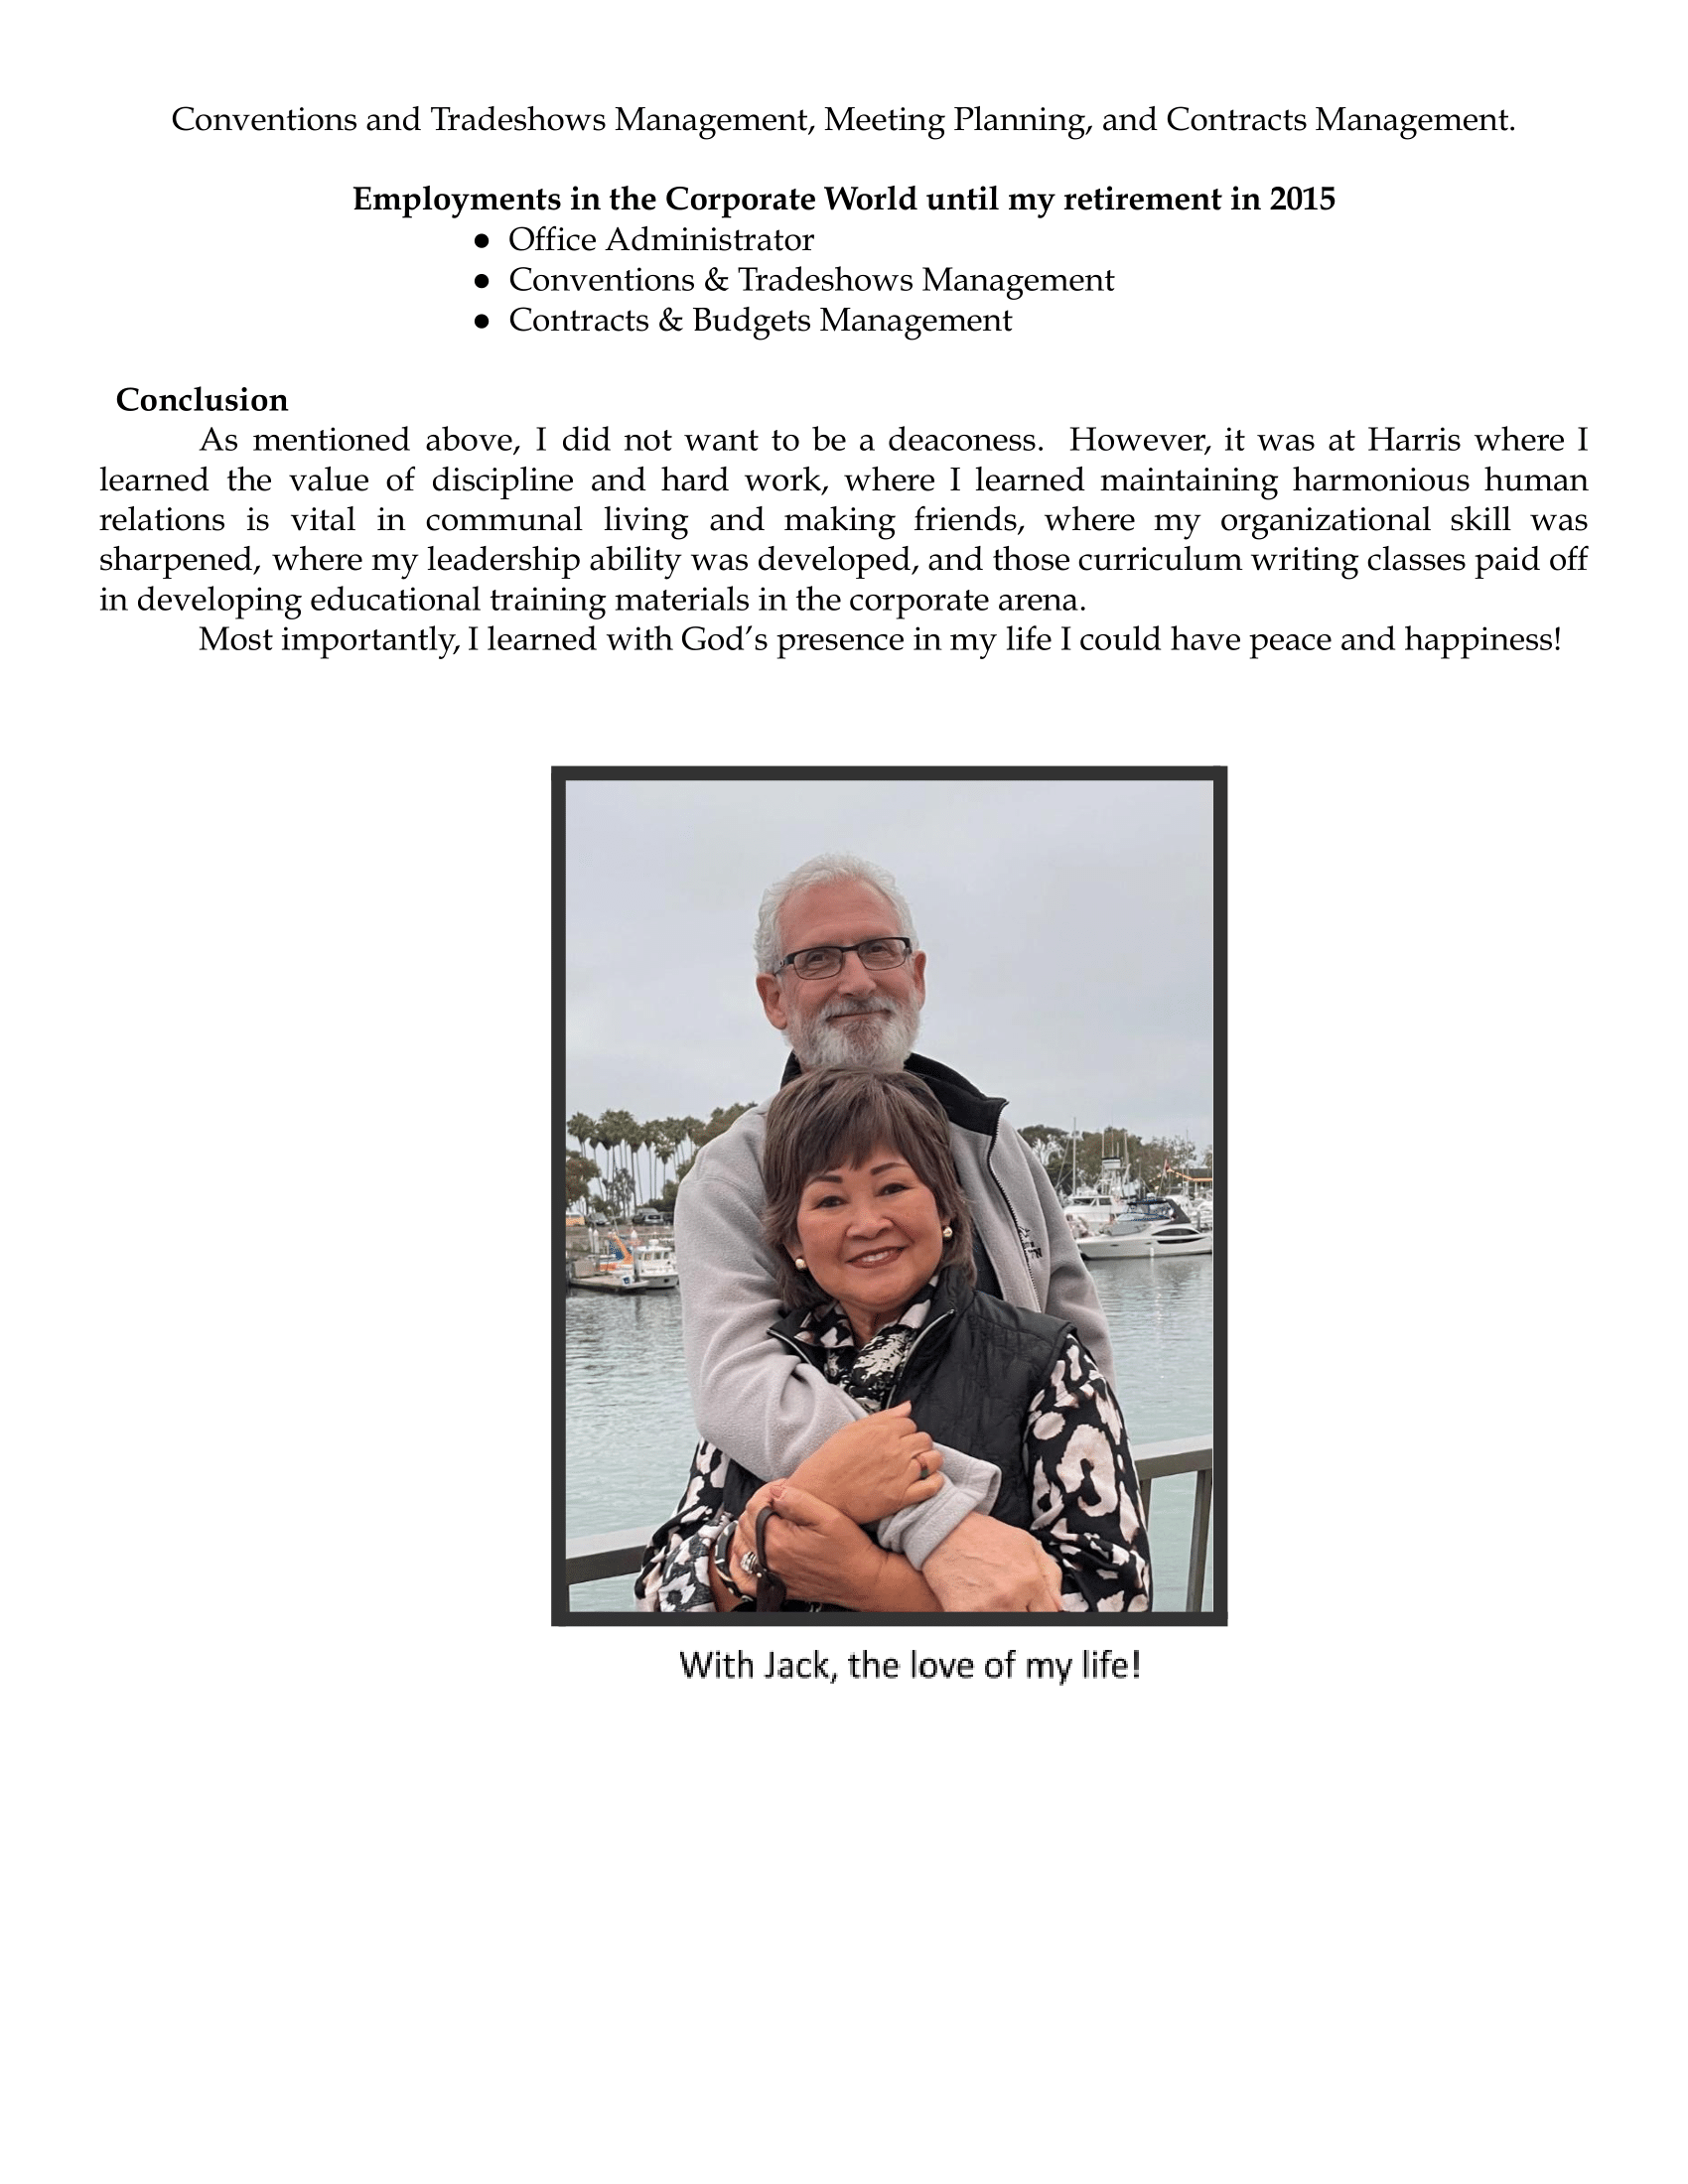 Conventions and Tradeshows Management, Meeting Planning, and Contracts Management.
Employments in the Corporate World until my retirement in 2015
● Office Administrator
● Conventions & Tradeshows Management
● Contracts & Budgets Management
Conclusion
As mentioned above, I did not want to be a deaconess. However, it was at Harris where I
learned the value of discipline and hard work, where I learned maintaining harmonious human
relations is vital in communal living and making friends, where my organizational skill was
sharpened, where my leadership ability was developed, and those curriculum writing classes paid off
in developing educational training materials in the corporate arena.
Most importantly, I learned with God’s presence in my life I could have peace and happiness!
With Jack, the love of my life!